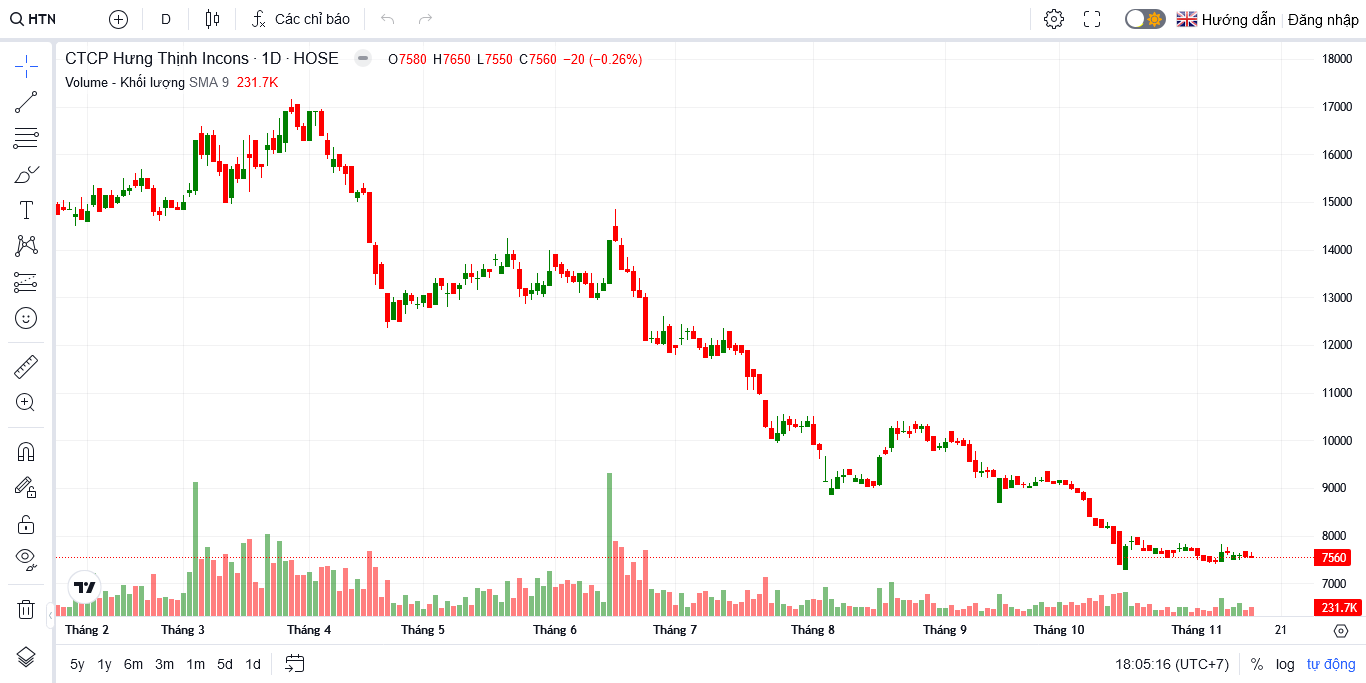 HTN D Các chỉ báo Hướng dẫn Đăng nhập
CTCP Hưng Thịnh Incons · 1D · HOSE O7580 H7650 L7550 C7560 −20 (−0.26%)
Volume - Khối lượng SMA 9 231.7K
18000
17000
16000
15000
14000
13000
12000
11000
10000
9000
8000
7560
7000
231.7K
Tháng 2 Tháng 3 Tháng 4 Tháng 5 Tháng 6 Tháng 7 Tháng 8 Tháng 9 Tháng 10 Tháng 11 21
5y 1y 6m 3m 1m 5d 1d 18:05:16 (UTC+7) % log tự động